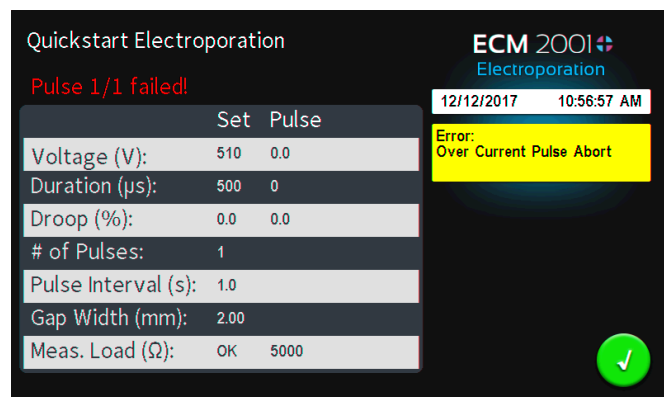 Quickstart Electroporation
ECM 2001
Electroporation
Pulse 1/1 failed!
12/12/2017 10:56:57 AM
Error:
Over Current Pulse Abort
Set Pulse
Voltage (V): 510 0.0
Duration (µs): 500 0
Droop (%): 0.0 0.0
# of Pulses: 1
Pulse Interval (s): 1.0
Gap Width (mm): 2.00
Meas. Load (Ω): OK 5000